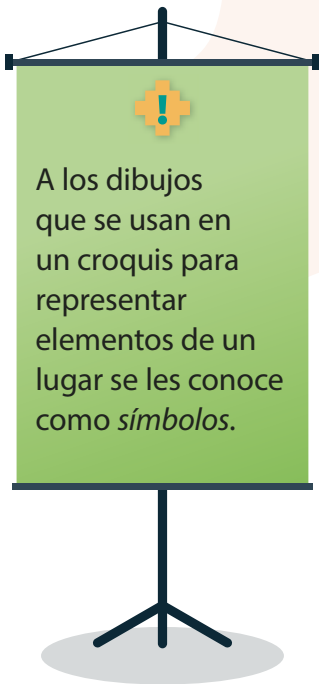 !
A los dibujos
que se usan en
un croquis para
representar
elementos de un
lugar se les conoce
como símbolos.